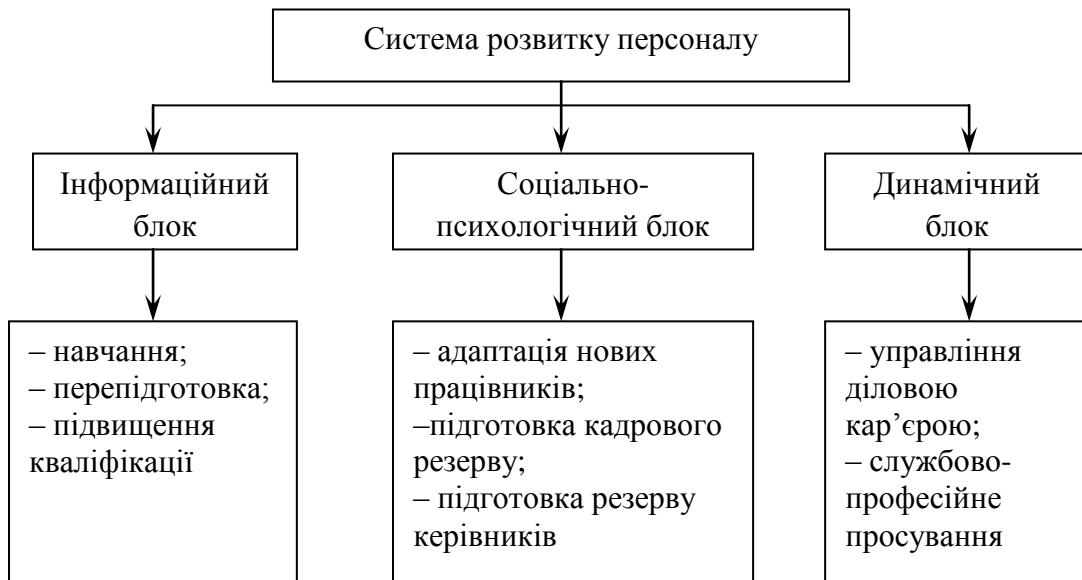 Система розвитку персоналу
Інформаційний
блок
Соціально-
психологічний блок
Динамічний
блок
– навчання;
– перепідготовка;
– підвищення
кваліфікації
– адаптація нових
працівників;
–підготовка кадрового
резерву;
– підготовка резерву
керівників
– управління
діловою
кар’єрою;
– службово-
професійне
просування